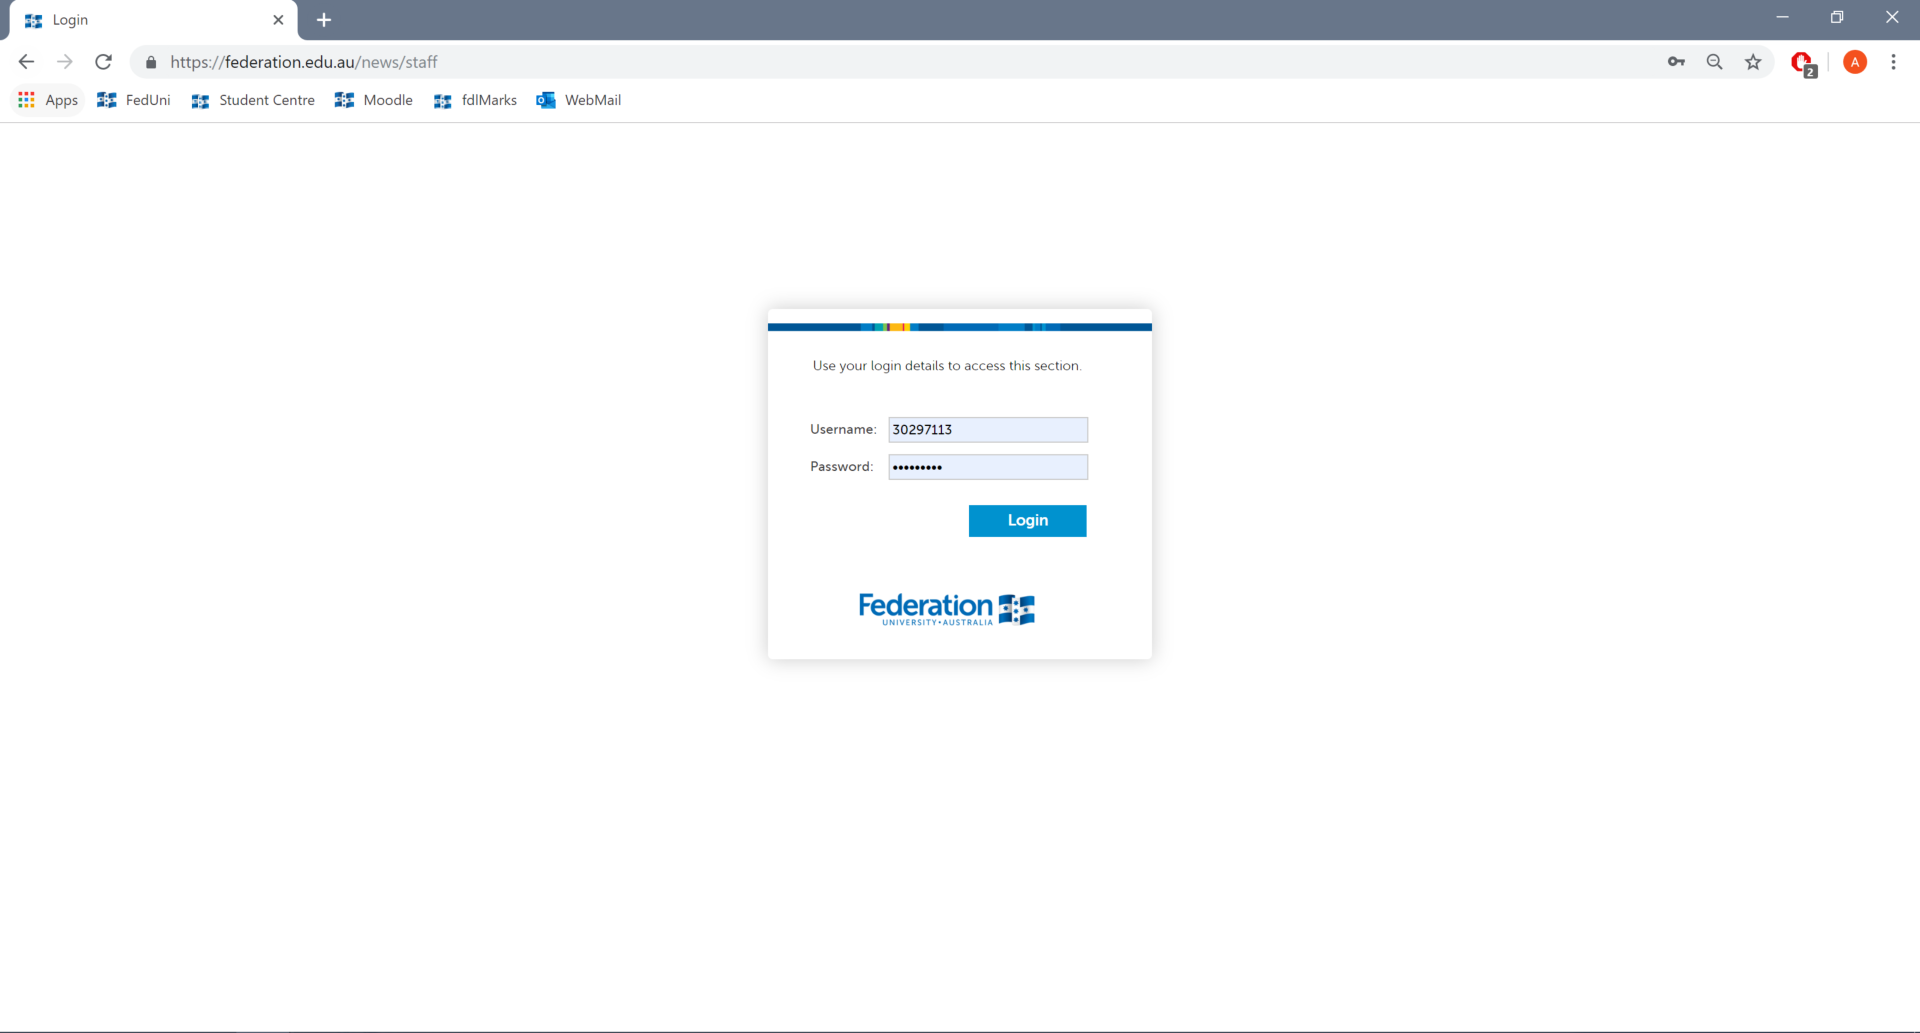 Login
https://federation.edu.au/news/staff
2
A
Apps FedUni Student Centre Moodle fdlMarks WebMail
Use your login details to access this section.
Username: 30297113
Password: •••••••••
Login
Federation
UNIVERSITY•AUSTRALIA